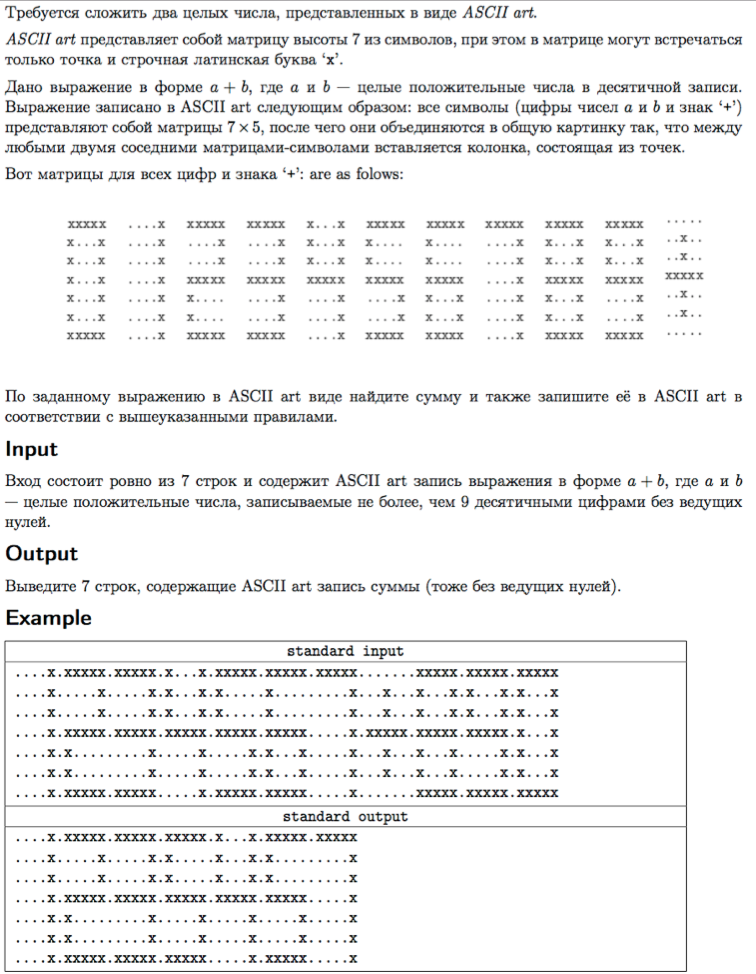 Требуется сложить два целых числа, представленных в виде ASCII art.
ASCII art представляет собой матрицу высоты 7 из символов, при этом в матрице могут встречаться
только точка и строчная латинская буква ‘x’.
Дано выражение в форме a + b, где a и b — целые положительные числа в десятичной записи.
Выражение записано в ASCII art следующим образом: все символы (цифры чисел a и b и знак ‘+’)
представляют собой матрицы 7 × 5, после чего они объединяются в общую картинку так, что между
любыми двумя соседними матрицами-символами вставляется колонка, состоящая из точек.
Вот матрицы для всех цифр и знака ‘+’: are as folows:
xxxxx ....x xxxxx xxxxx x...x xxxxx xxxxx xxxxx xxxxx xxxxx .....
x...x ....x ....x ....x x...x x.... x.... ....x x...x x...x ..x..
x...x ....x ....x ....x x...x x.... x.... ....x x...x x...x ..x..
x...x ....x xxxxx xxxxx xxxxx xxxxx xxxxx ....x xxxxx xxxxx xxxxx
x...x ....x x.... ....x ....x ....x x...x ....x x...x ....x ..x..
x...x ....x x.... ....x ....x ....x x...x ....x x...x ....x ..x..
xxxxx ....x xxxxx xxxxx ....x xxxxx xxxxx ....x xxxxx xxxxx .....
По заданному выражению в ASCII art виде найдите сумму и также запишите её в ASCII art в
соответствии с вышеуказанными правилами.
Input
Вход состоит ровно из 7 строк и содержит ASCII art запись выражения в форме a + b, где a и b
— целые положительные числа, записываемые не более, чем 9 десятичными цифрами без ведущих
нулей.
Output
Выведите 7 строк, содержащие ASCII art запись суммы (тоже без ведущих нулей).
Example
standard input
....x.xxxxx.xxxxx.x...x.xxxxx.xxxxx.xxxxx.......xxxxx.xxxxx.xxxxx
....x.....x.....x.x...x.x.....x.........x...x...x...x.x...x.x...x
....x.....x.....x.x...x.x.....x.........x...x...x...x.x...x.x...x
....x.xxxxx.xxxxx.xxxxx.xxxxx.xxxxx.....x.xxxxx.xxxxx.xxxxx.x...x
....x.x.........x.....x.....x.x...x.....x...x...x...x.....x.x...x
....x.x.........x.....x.....x.x...x.....x...x...x...x.....x.x...x
....x.xxxxx.xxxxx.....x.xxxxx.xxxxx.....x.......xxxxx.xxxxx.xxxxx
standard output
....x.xxxxx.xxxxx.xxxxx.x...x.xxxxx.xxxxx
....x.....x.....x.x.....x...x.x.........x
....x.....x.....x.x.....x...x.x.........x
....x.xxxxx.xxxxx.xxxxx.xxxxx.xxxxx.....x
....x.x.........x.....x.....x.....x.....x
....x.x.........x.....x.....x.....x.....x
....x.xxxxx.xxxxx.xxxxx.....x.xxxxx.....x